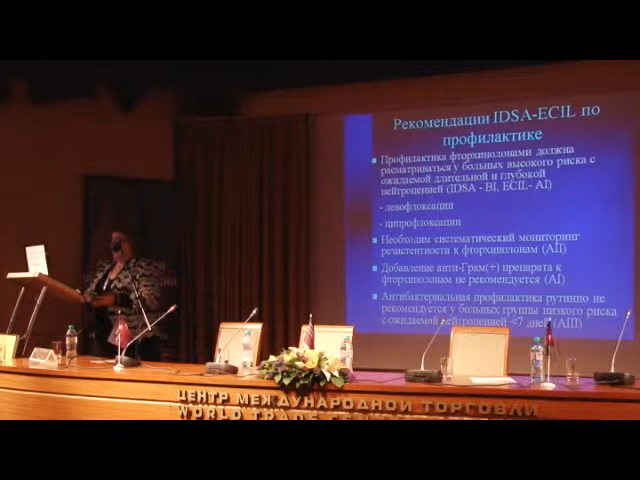 Рекомендации IDSA-ECIL по
профилактике
Профилактика фторхинолонами должна
расматриваться у больных высокого риска с
ожидаемой длительной и глубокой
нейтропенией (IDSA - BI, ECIL- AI)
- левофлоксацин
- ципрофлоксацин
Необходим систематический мониторинг
резистентности к фторхинолонам (AII)
Добавление анти-Грам(+) препарата к
фторхинолонам не рекомендуется (AI)
Антибактериальная профилактика рутинно не
рекомендуется у больных низкого риска
с ожидаемой нейтропенией <7 дней (AIII)
ЦЕНТР МЕЖДУНАРОДНОЙ ТОРГОВЛИ
WORLD TRADE